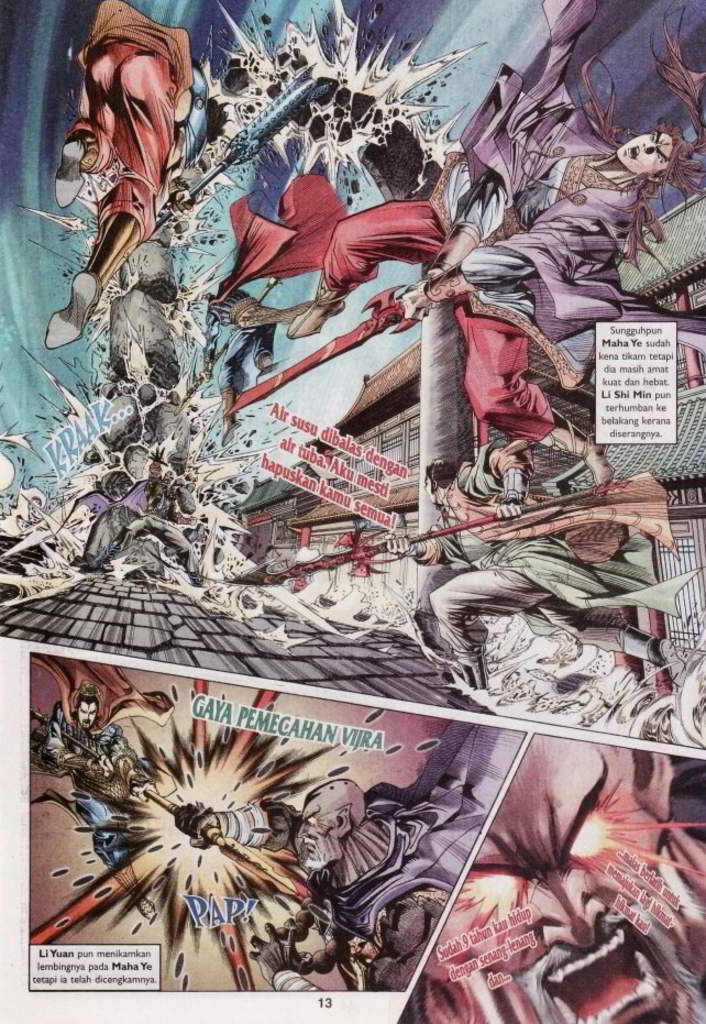 Sungguhpun
Maha Ye sudah
kena tikam tetapi
dia masih amat
kuat dan hebat.
Li Shi Min pun
terhumban ke
belakang kerana
diserangnya.
KRAAK...
Air susu dibalas dengan
air tuba. Aku mesti
hapuskan kamu semua!
GAYA PEMECAHAN VIJRA
PAP!
Li Yuan pun menikamkan
lembingnya pada Maha Ye
tetapi ia telah dicengkamnya.
Sudah 9 tahun kau hidup
dengan senang-lenang
dan...
kali ini!
13